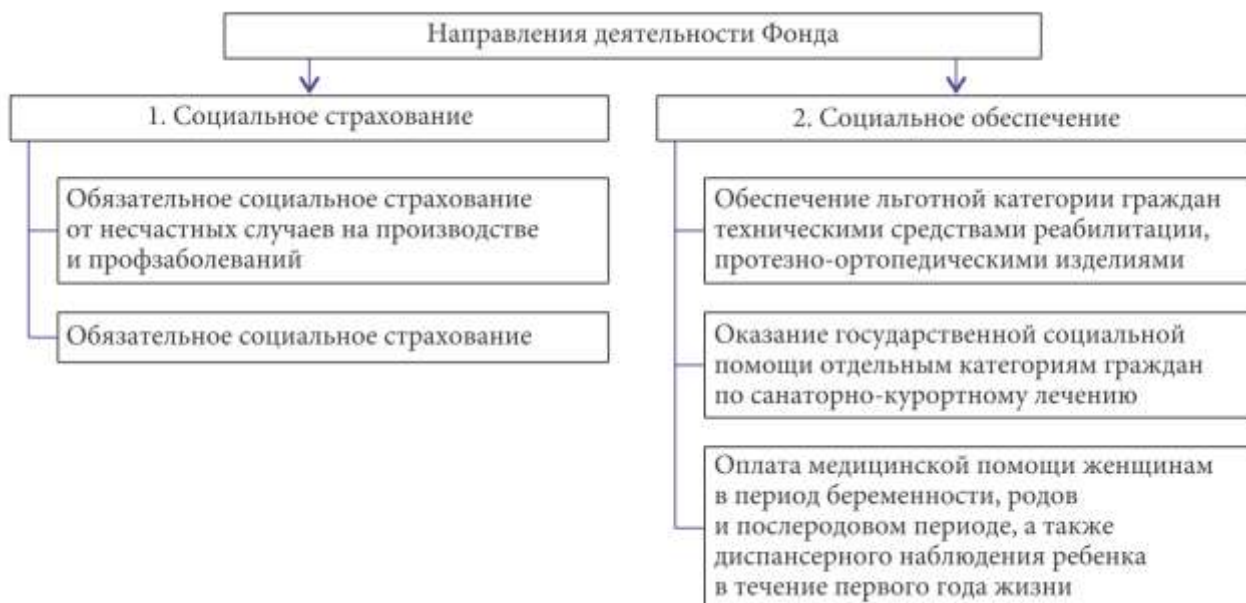 Направления деятельности Фонда
1. Социальное страхование
Обязательное социальное страхование
от несчастных случаев на производстве
и профзаболеваний
Обязательное социальное страхование
2. Социальное обеспечение
Обеспечение льготной категории граждан
техническими средствами реабилитации,
протезно-ортопедическими изделиями
Оказание государственной социальной
помощи отдельным категориям граждан
по санаторно-курортному лечению
Оплата медицинской помощи женщинам
в период беременности, родов
и послеродовом периоде, а также
диспансерного наблюдения ребенка
в течение первого года жизни